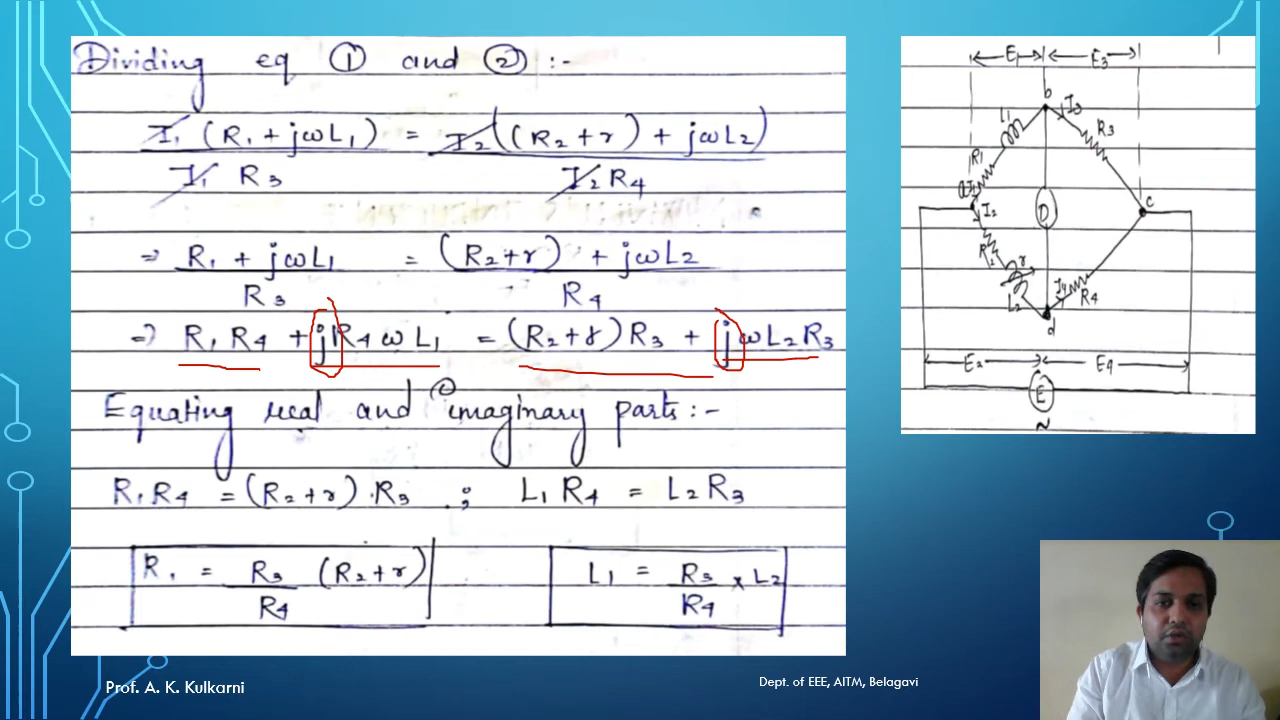 Dividing eq ① and ② :-
I₁ (R₁ + jωL₁) = I₂ ((R₂ + r) + jωL₂)
I₁ R₃ I₂ R₄
⇒ R₁ + jωL₁ = (R₂+r) + jωL₂
R₃ R₄
⇒ R₁ R₄ + jR₄ ω L₁ = (R₂+r) R₃ + jωL₂ R₃
Equating real and imaginary parts :-
R₁ R₄ = (R₂+r) · R₃ ; L₁ R₄ = L₂ R₃
R₁ = R₃ (R₂+r)
R₄
L₁ = R₃ × L₂
R₄
E₁ E₃
b
L₁ I₃
R₁ R₃
a I₁ D c
I₂
R₂ r
L₂ I₄ R₄
d
E₂ E₄
E
~
Prof. A. K. Kulkarni
Dept. of EEE, AITM, Belagavi